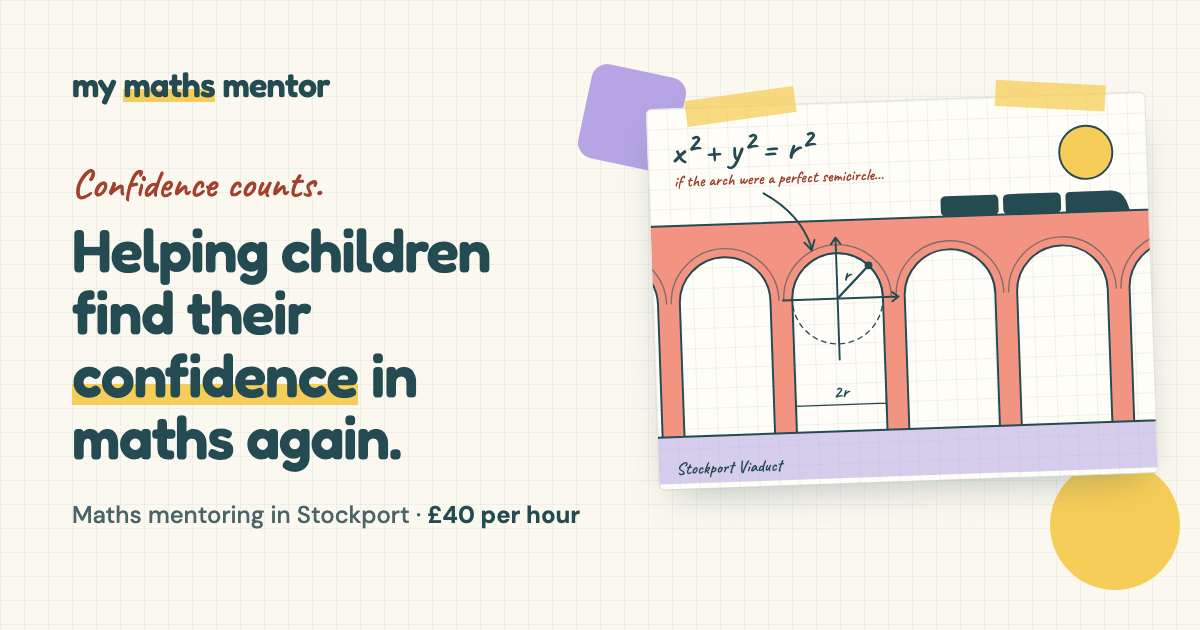 my maths mentor
Confidence counts.
Helping children
find their
confidence in
maths again.
Maths mentoring in Stockport · £40 per hour
x² + y² = r²
if the arch were a perfect semicircle...
r
2r
Stockport Viaduct